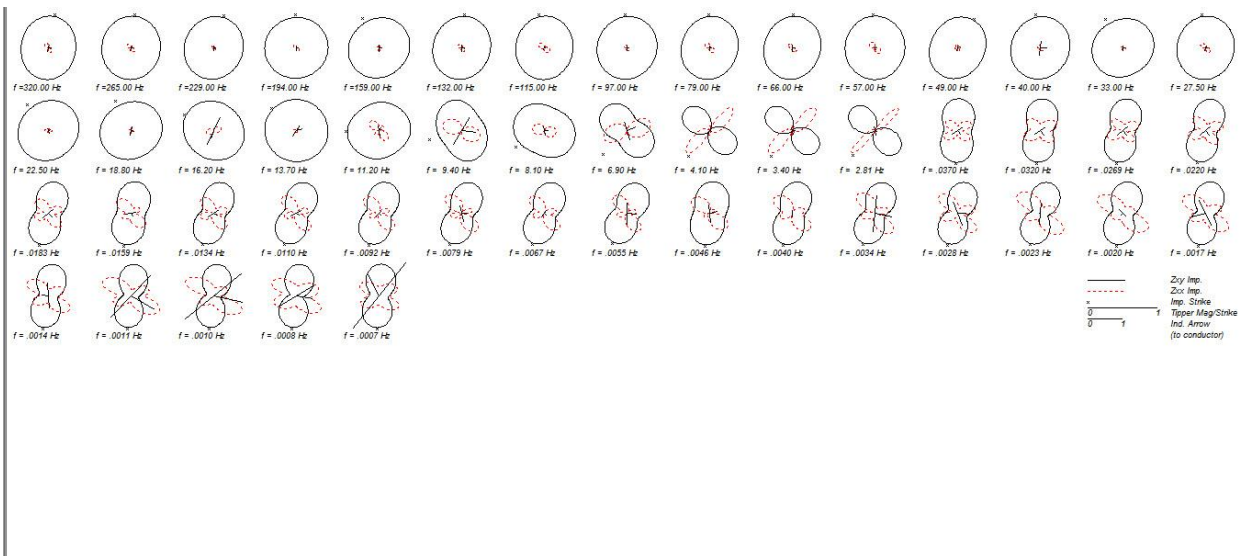 f =320.00 Hz f =265.00 Hz f =229.00 Hz f =194.00 Hz f =159.00 Hz f =132.00 Hz f =115.00 Hz f = 97.00 Hz f = 79.00 Hz f = 66.00 Hz f = 57.00 Hz f = 49.00 Hz f = 40.00 Hz f = 33.00 Hz f = 27.50 Hz
f = 22.50 Hz f = 18.80 Hz f = 16.20 Hz f = 13.70 Hz f = 11.20 Hz f = 9.40 Hz f = 8.10 Hz f = 6.90 Hz f = 4.10 Hz f = 3.40 Hz f = 2.81 Hz f = .0370 Hz f = .0320 Hz f = .0269 Hz f = .0220 Hz
f = .0183 Hz f = .0159 Hz f = .0134 Hz f = .0110 Hz f = .0092 Hz f = .0079 Hz f = .0067 Hz f = .0055 Hz f = .0046 Hz f = .0040 Hz f = .0034 Hz f = .0028 Hz f = .0023 Hz f = .0020 Hz f = .0017 Hz
f = .0014 Hz f = .0011 Hz f = .0010 Hz f = .0008 Hz f = .0007 Hz
Zxy Imp.
Zxx Imp.
Imp. Strike
0 1 Tipper Mag/Strike
0 1 Ind. Arrow
(to conductor)